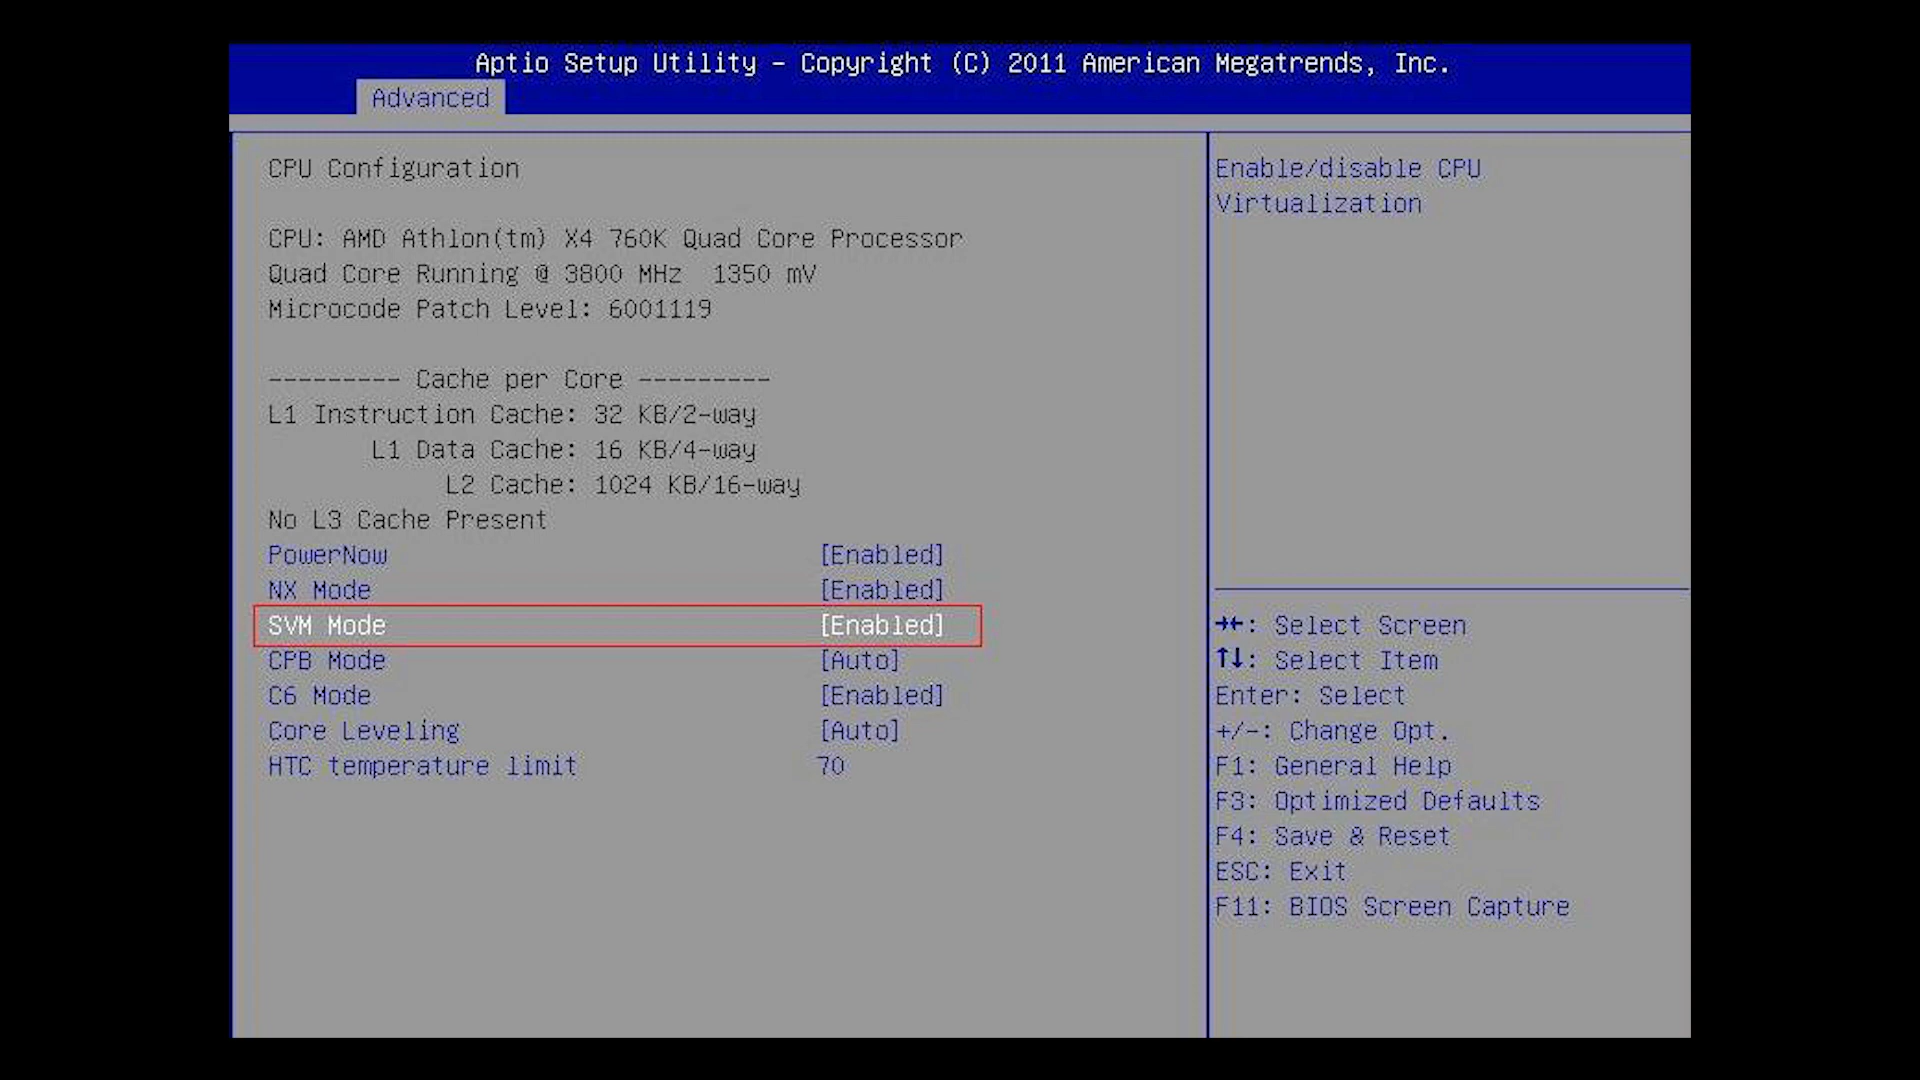 Aptio Setup Utility - Copyright (C) 2011 American Megatrends, Inc.
Advanced
CPU Configuration
CPU: AMD Athlon(tm) X4 760K Quad Core Processor
Quad Core Running @ 3800 MHz  1350 mV
Microcode Patch Level: 6001119
--------- Cache per Core ---------
L1 Instruction Cache: 32 KB/2-way
L1 Data Cache: 16 KB/4-way
L2 Cache: 1024 KB/16-way
No L3 Cache Present
PowerNow [Enabled]
NX Mode [Enabled]
SVM Mode [Enabled]
CPB Mode [Auto]
C6 Mode [Enabled]
Core Leveling [Auto]
HTC temperature limit 70
Enable/disable CPU
Virtualization
→←: Select Screen
↑↓: Select Item
Enter: Select
+/-: Change Opt.
F1: General Help
F3: Optimized Defaults
F4: Save & Reset
ESC: Exit
F11: BIOS Screen Capture